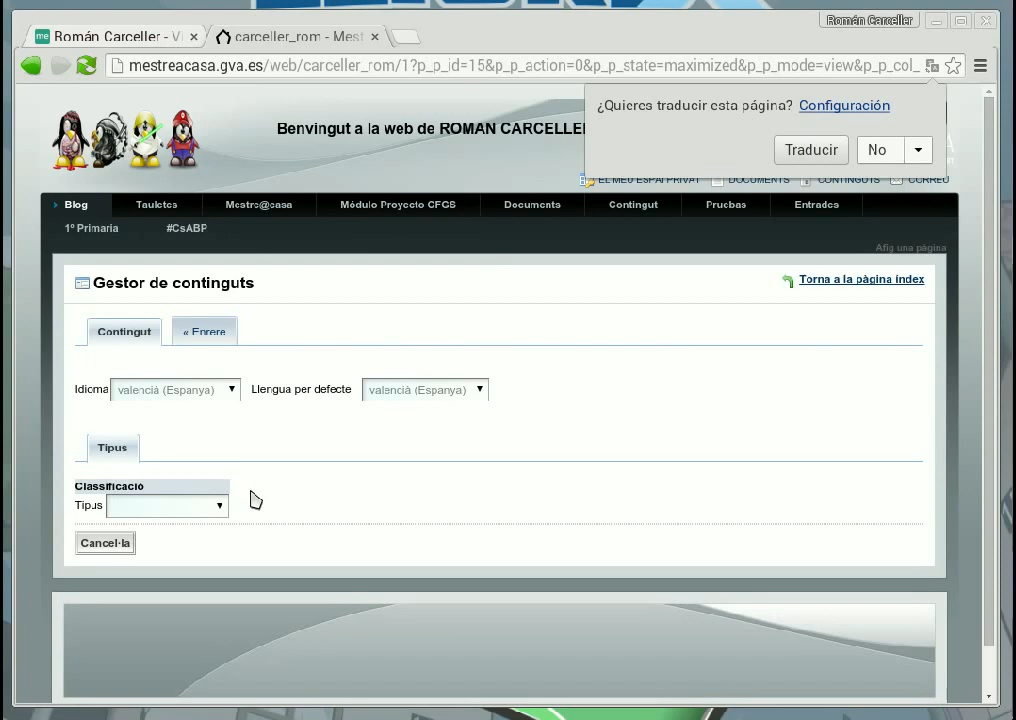 Román Carceller
me Román Carceller - Vi
carceller_rom - Mest
mestreacasa.gva.es/web/carceller_rom/1?p_p_id=15&p_p_action=0&p_p_state=maximized&p_p_mode=view&p_p_col_
¿Quieres traducir esta página? Configuración
Traducir No
Benvingut a la web de ROMAN CARCELLE
EL MEU ESPAI PRIVAT DOCUMENTS CONTINGUTS CORREU
Blog Tauletes Mestre@casa Módulo Proyecto CFGS Documents Contingut Pruebas Entrades
1º Primaria #CsABP
Afig una pàgina
Gestor de continguts
Torna a la pàgina índex
Contingut « Enrere
Idioma valencià (Espanya) Llengua per defecte valencià (Espanya)
Tipus
Classificació
Tipus
Cancel·la